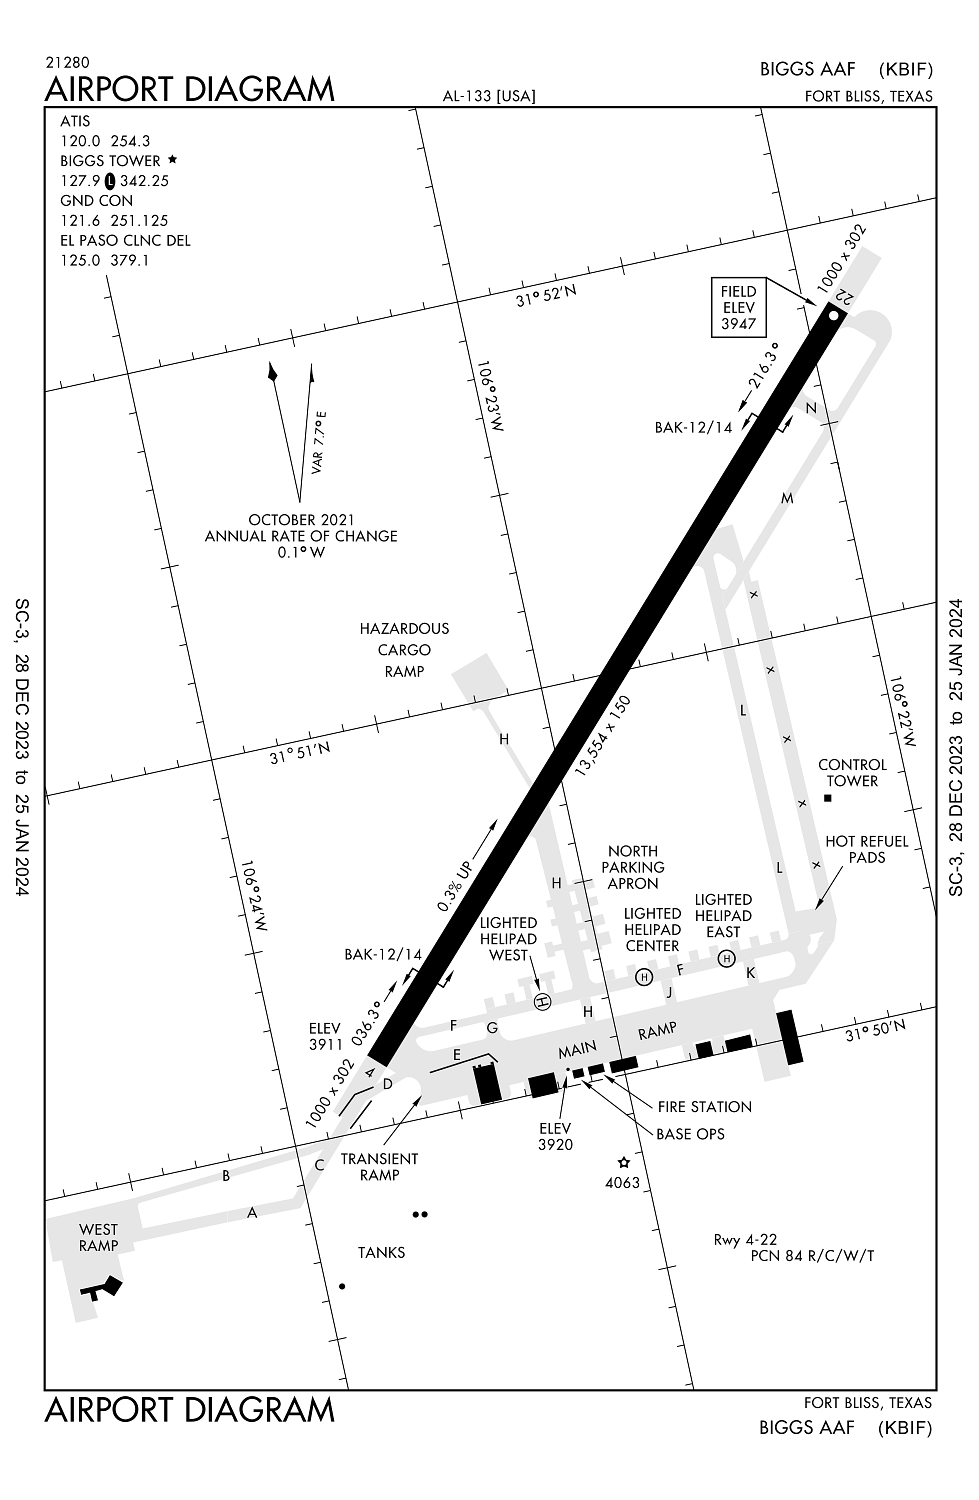 21280
AIRPORT DIAGRAM
AL-133 [USA]
BIGGS AAF (KBIF)
FORT BLISS, TEXAS
ATIS
120.0 254.3
BIGGS TOWER ★
127.9 L 342.25
GND CON
121.6 251.125
EL PASO CLNC DEL
125.0 379.1
1000 x 302
22
FIELD
ELEV
3947
31°52'N
216.3°
106°23'W
VAR 7.7°E
BAK-12/14
N
M
OCTOBER 2021
ANNUAL RATE OF CHANGE
0.1°W
SC-3, 28 DEC 2023 to 25 JAN 2024
SC-3, 28 DEC 2023 to 25 JAN 2024
HAZARDOUS
CARGO
RAMP
x
x
x
x
x
L
106°22'W
H
13,554 x 150
31°51'N
CONTROL
TOWER
HOT REFUEL
PADS
L
NORTH
PARKING
APRON
H
0.3% UP
106°24'W
LIGHTED
HELIPAD
EAST
LIGHTED
HELIPAD
CENTER
LIGHTED
HELIPAD
WEST
BAK-12/14
H
H
H
F
K
J
H
036.3°
ELEV
3911
F
G
E
MAIN
RAMP
31°50'N
4
D
1000 x 302
FIRE STATION
BASE OPS
ELEV
3920
TRANSIENT
RAMP
C
B
A
4063
WEST
RAMP
TANKS
Rwy 4-22
PCN 84 R/C/W/T
AIRPORT DIAGRAM
FORT BLISS, TEXAS
BIGGS AAF (KBIF)